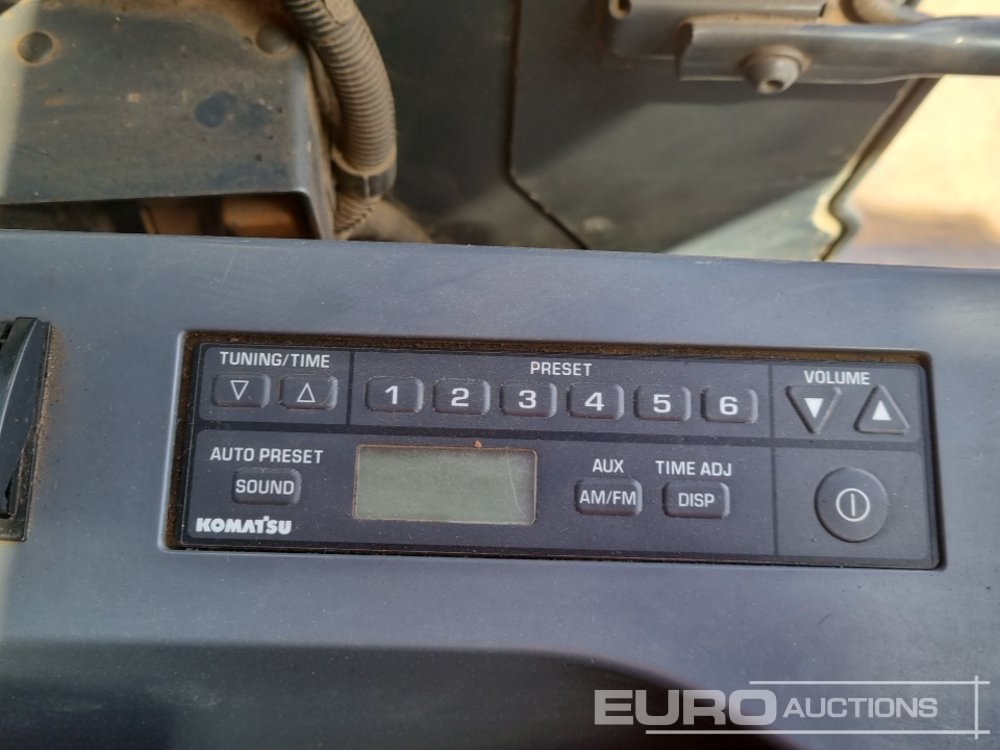 TUNING/TIME
PRESET
VOLUME
1 2 3 4 5 6
AUTO PRESET
SOUND
AUX
AM/FM
TIME ADJ
DISP
KOMATSU
EURO AUCTIONS